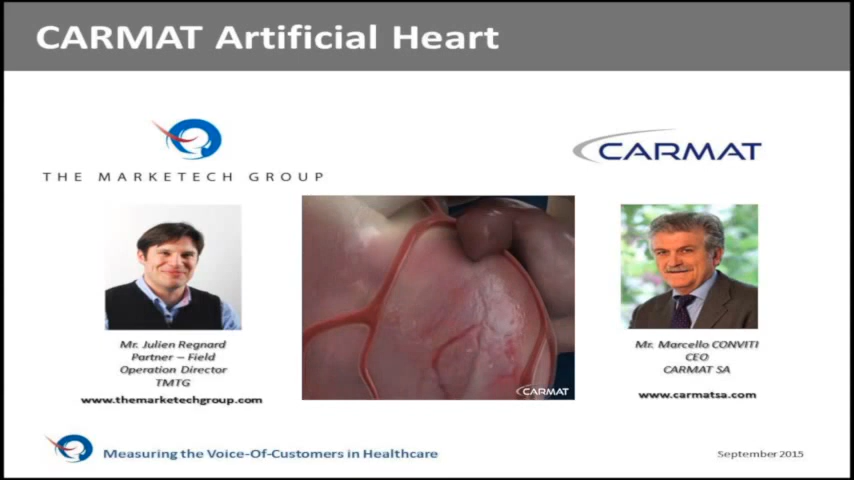 CARMAT Artificial Heart
THE MARKETECH GROUP
CARMAT
CARMAT
Mr. Julien Regnard
Partner – Field
Operation Director
TMTG
www.themarketechgroup.com
Mr. Marcello CONVITI
CEO
CARMAT SA
www.carmatsa.com
Measuring the Voice-Of-Customers in Healthcare
September 2015